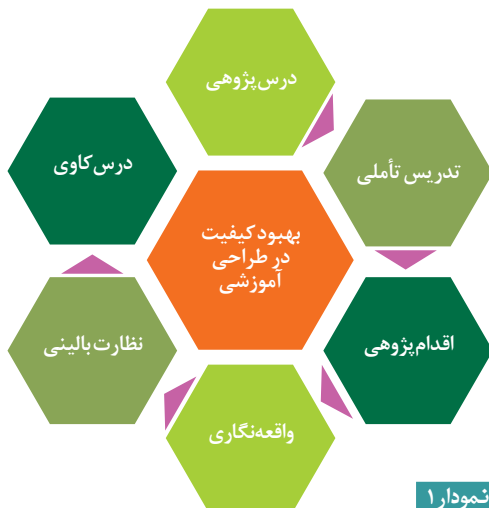 درس‌پژوهی
تدریس تأملی
درس‌کاوی
بهبود کیفیت
در طراحی
آموزشی
اقدام‌پژوهی
نظارت بالینی
واقعه‌نگاری
نمودار ۱